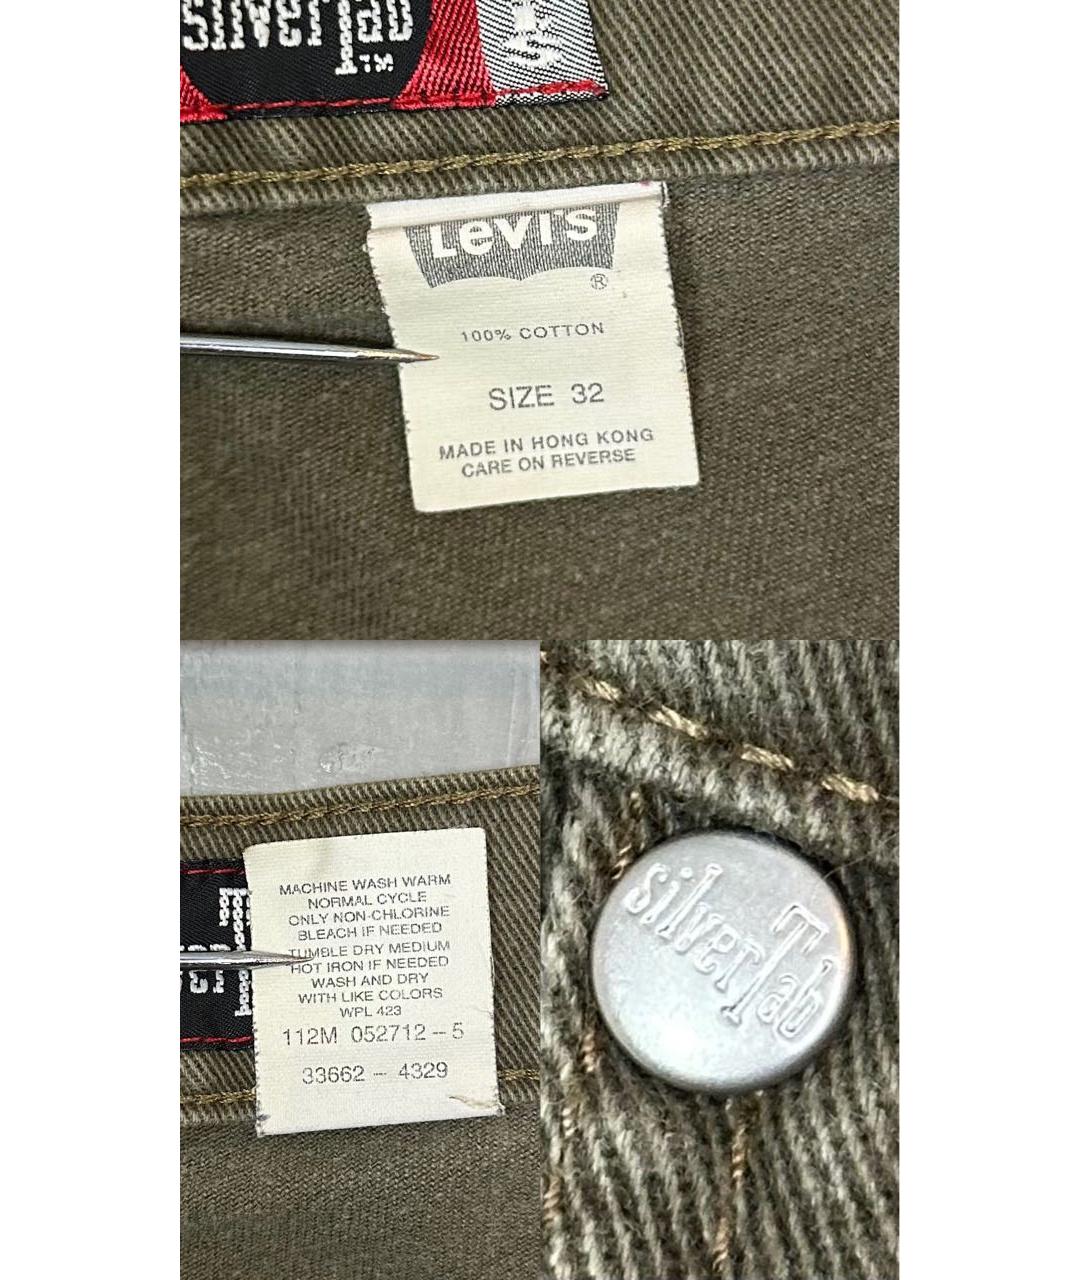 silverTab
TM
Levi's
®
100% COTTON
SIZE 32
MADE IN HONG KONG
CARE ON REVERSE
MACHINE WASH WARM
NORMAL CYCLE
ONLY NON-CHLORINE
BLEACH IF NEEDED
TUMBLE DRY MEDIUM
HOT IRON IF NEEDED
WASH AND DRY
WITH LIKE COLORS
WPL 423
112M 052712 – 5
33662 – 4329
silverTab